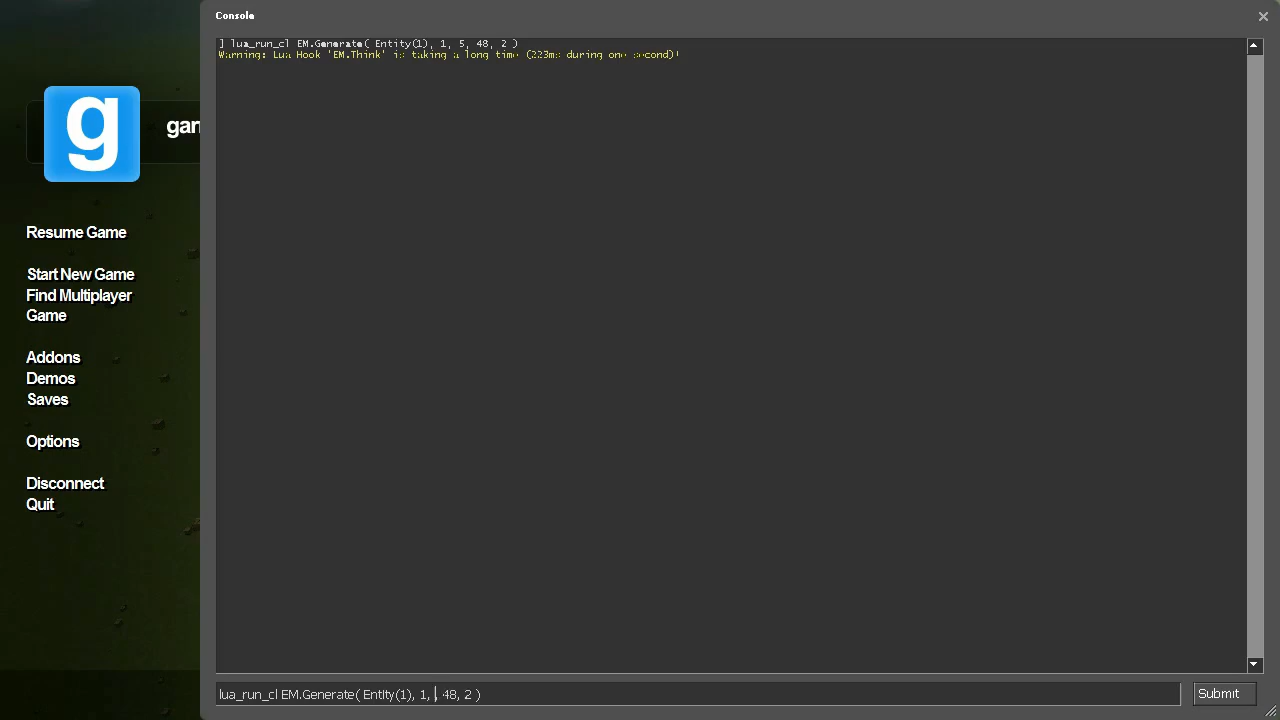 Console
] lua_run_cl EM.Generate( Entity(1), 1, 5, 48, 2 )
Warning: Lua Hook 'EM.Think' is taking a long time (223ms during one second)!
g
gar
Resume Game
Start New Game
Find Multiplayer
Game
Addons
Demos
Saves
Options
Disconnect
Quit
lua_run_cl EM.Generate( Entity(1), 1, , 48, 2 )
Submit